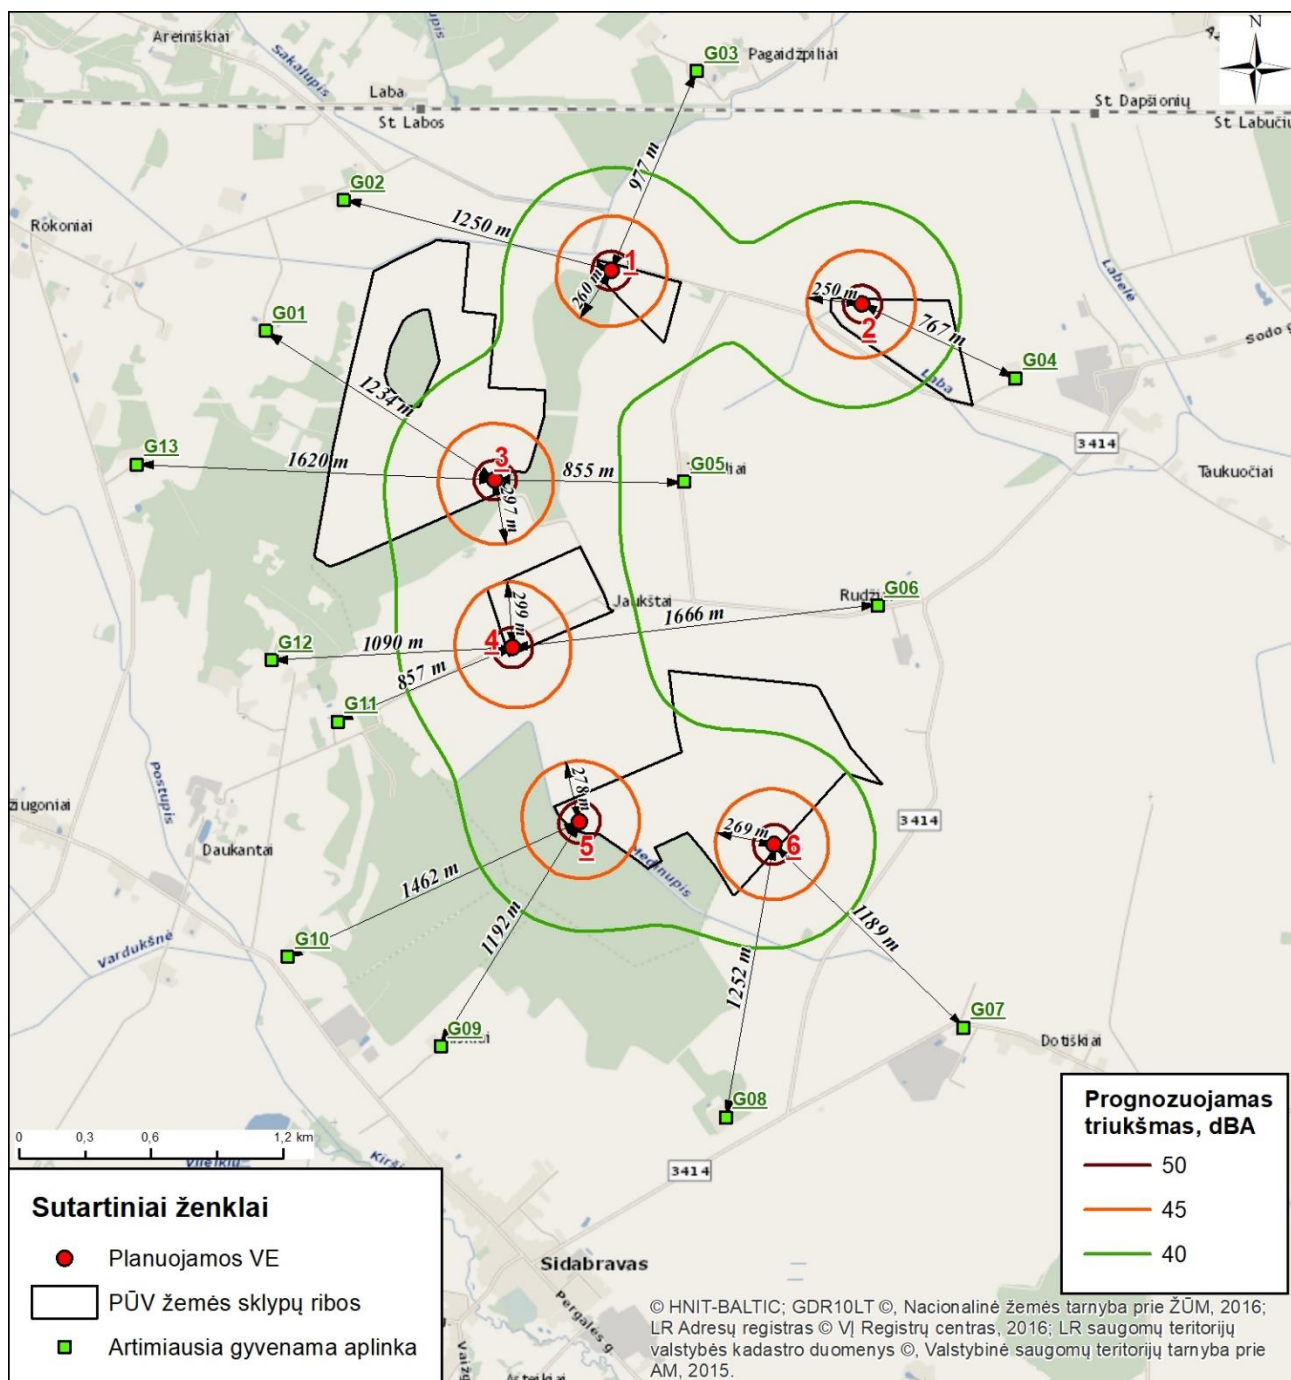 Areiniškiai
Sakalupis
G03
Pagaidžpiliai
N
Laba
St Labos
St Dapšionių
St Labučių
G02
977 m
1250 m
Rokoniai
1
260 m
250 m
2
767 m
Labelė
G01
G04
Sodo g
Laba
1234 m
3414
G13
1620 m
3
855 m
G05
Taukuočiai
297 m
299 m
Jaukštai
G06
1666 m
4
G12
1090 m
857 m
G11
Postupis
278 m
269 m
3414
5
6
Daukantai
Medinupis
1462 m
1192 m
1189 m
1252 m
Vardukšnė
G10
G09
G07
Dotiškiai
G08
0
0,3
0,6
1,2 km
3414
Prognozuojamas
triukšmas, dBA
50
45
40
Sutartiniai ženklai
Planuojamos VE
PŪV žemės sklypų ribos
Artimiausia gyvenama aplinka
Sidabravas
Pergalės g.
© HNIT-BALTIC; GDR10LT ©, Nacionalinė žemės tarnyba prie ŽŪM, 2016;
LR Adresų registras © VĮ Registrų centras, 2016; LR saugomų teritorijų
valstybės kadastro duomenys ©, Valstybinė saugomų teritorijų tarnyba prie
AM, 2015.